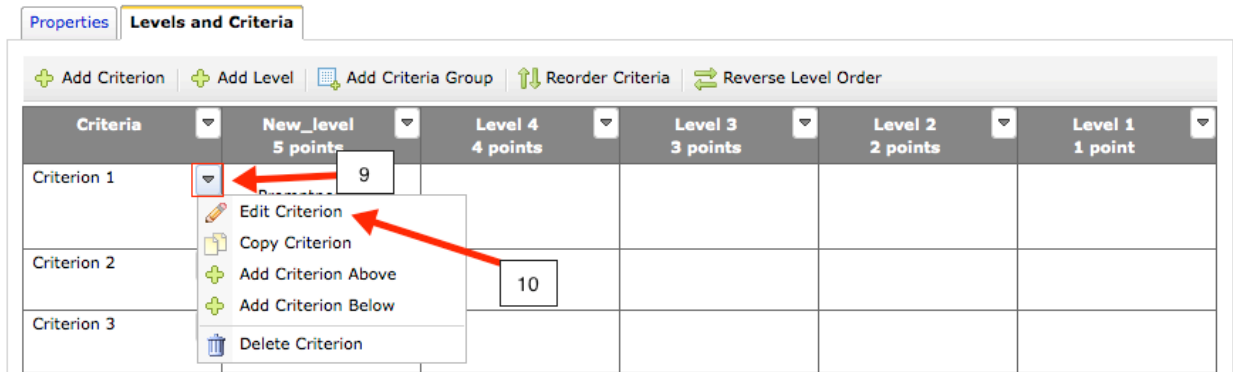 Properties Levels and Criteria
Add Criterion Add Level Add Criteria Group Reorder Criteria Reverse Level Order
Criteria New_level Level 4 Level 3 Level 2 Level 1
5 points 4 points 3 points 2 points 1 point
Criterion 1 9
Edit Criterion
Copy Criterion
Criterion 2 Add Criterion Above 10
Add Criterion Below
Criterion 3
Delete Criterion